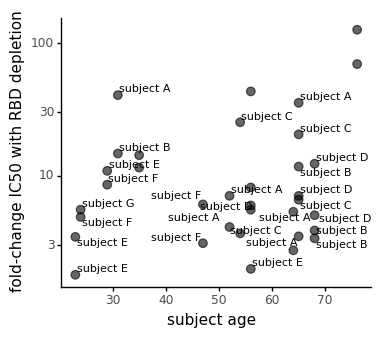 fold-change IC50 with RBD depletion
100
subject A
30
subject A
subject C
subject C
subject B
subject D
subject E
subject B
10
subject F
subject A
subject D
subject F
subject G
subject C
subject A
subject A
subject D
subject F
subject C
subject B
subject F
subject A
subject B
subject E
3
subject E
subject E
30
40
50
60
70
subject age